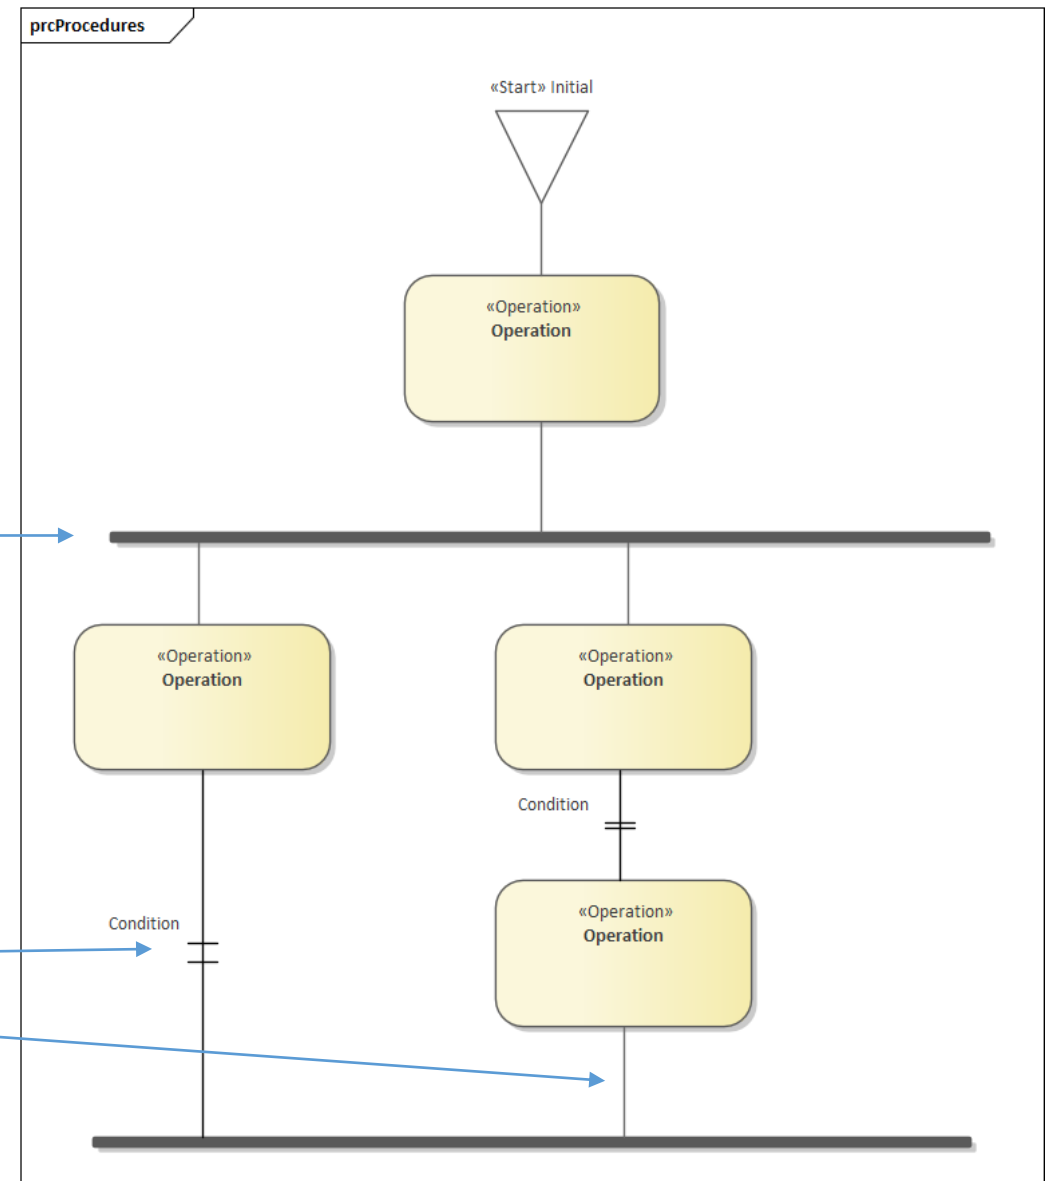 prcProcedures
«Start» Initial
«Operation»
Operation
«Operation»
Operation
«Operation»
Operation
Condition
Condition
«Operation»
Operation